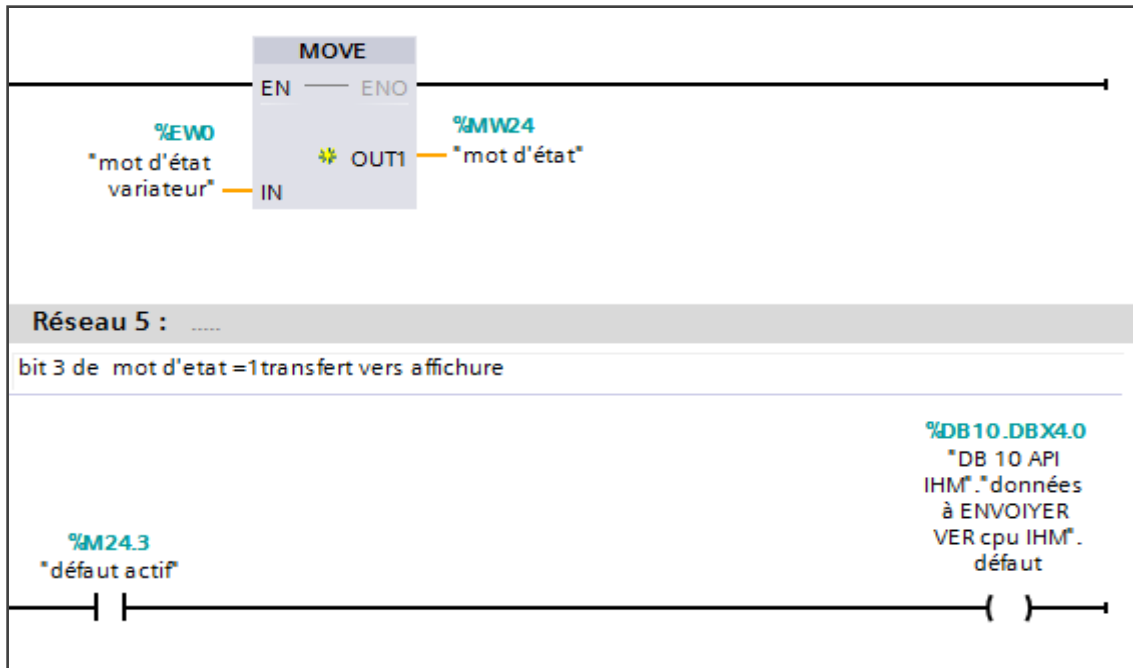 MOVE
EN ENO
%EW0
"mot d'état
variateur"
IN
OUT1
%MW24
"mot d'état"
Réseau 5 : .....
bit 3 de mot d'etat =1transfert vers affichure
%DB10.DBX4.0
"DB 10 API
IHM"."données
à ENVOIYER
VER cpu IHM".
défaut
%M24.3
"défaut actif"